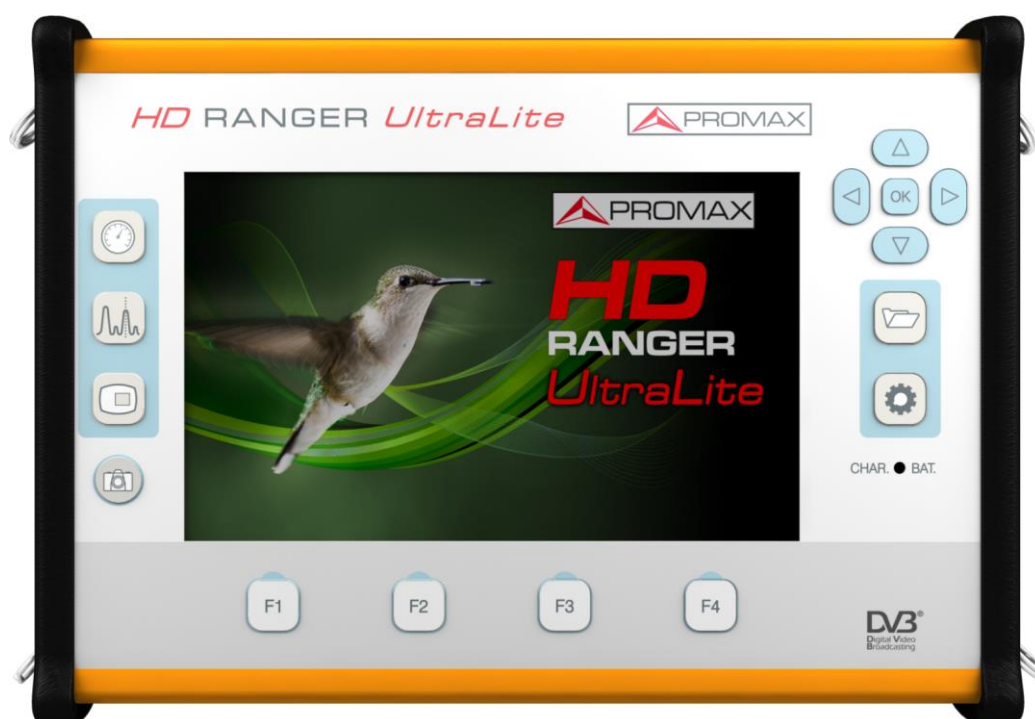 HD RANGER UltraLite
PROMAX
PROMAX
HD
RANGER
UltraLite
OK
CHAR. BAT.
F1
F2
F3
F4
DVB®
Digital Video
Broadcasting